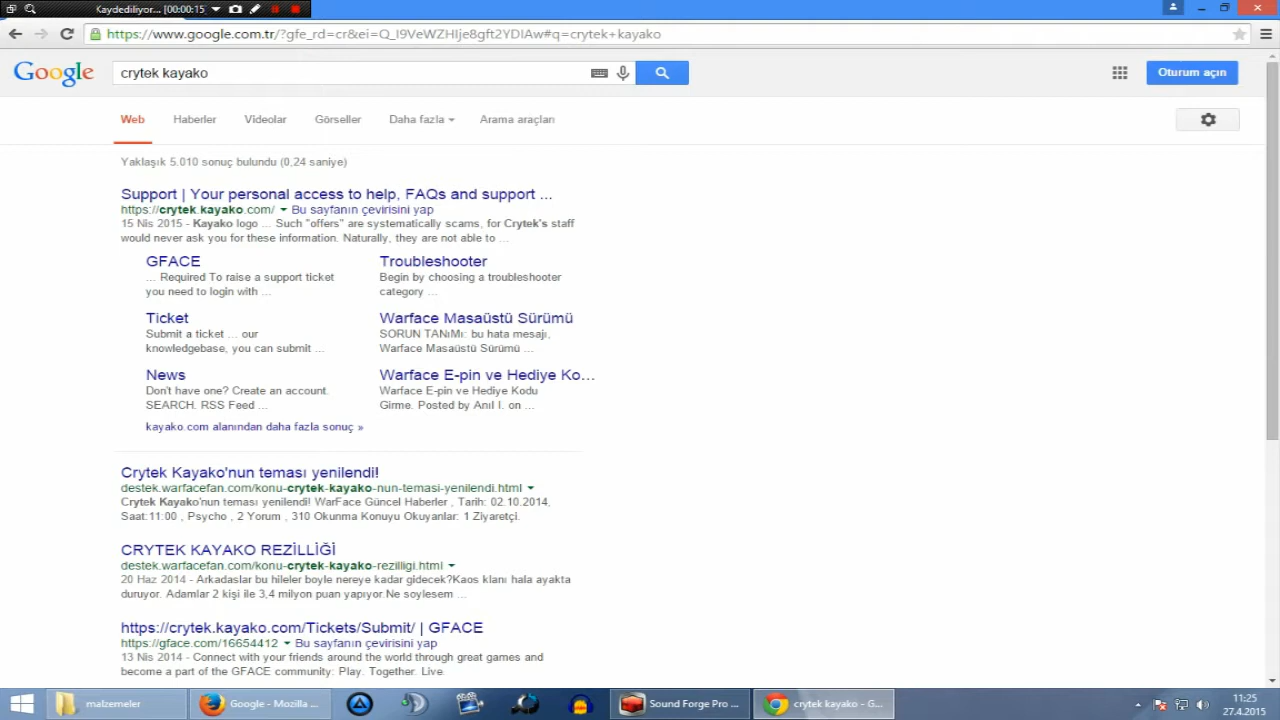 Kaydediliyor... [00:00:15]
https://www.google.com.tr/?gfe_rd=cr&ei=Q_I9VeWZHIje8gft2YDIAw#q=crytek+kayako
Google
crytek kayako
Oturum açın
Web Haberler Videolar Görseller Daha fazla Arama araçları
Yaklaşık 5.010 sonuç bulundu (0,24 saniye)
Support | Your personal access to help, FAQs and support ...
https://crytek.kayako.com/ Bu sayfanın çevirisini yap
15 Nis 2015 - Kayako logo ... Such "offers" are systematically scams, for Crytek's staff
would never ask you for these information. Naturally, they are not able to ...
GFACE
... Required To raise a support ticket
you need to login with ...
Troubleshooter
Begin by choosing a troubleshooter
category ...
Ticket
Submit a ticket ... our
knowledgebase, you can submit ...
Warface Masaüstü Sürümü
SORUN TANıMı: bu hata mesajı,
Warface Masaüstü Sürümü ...
News
Don't have one? Create an account.
SEARCH. RSS Feed ...
Warface E-pin ve Hediye Ko...
Warface E-pin ve Hediye Kodu
Girme. Posted by Anıl I. on ...
kayako.com alanından daha fazla sonuç »
Crytek Kayako'nun teması yenilendi!
destek.warfacefan.com/konu-crytek-kayako-nun-temasi-yenilendi.html
Crytek Kayako'nun teması yenilendi! WarFace Güncel Haberler , Tarih: 02.10.2014,
Saat:11:00 , Psycho , 2 Yorum , 310 Okunma Konuyu Okuyanlar: 1 Ziyaretçi.
CRYTEK KAYAKO REZİLLİĞİ
destek.warfacefan.com/konu-crytek-kayako-rezilligi.html
20 Haz 2014 - Arkadaslar bu hileler boyle nereye kadar gidecek?Kaos klanı hala ayakta
duruyor. Adamlar 2 kişi ile 3,4 milyon puan yapıyor.Ne soylesem ...
https://crytek.kayako.com/Tickets/Submit/ | GFACE
https://gface.com/16654412 Bu sayfanın çevirisini yap
13 Nis 2014 - Connect with your friends around the world through great games and
become a part of the GFACE community: Play. Together. Live.
malzemeler
Google - Mozilla ...
Sound Forge Pro ...
crytek kayako - G...
11:25
27.4.2015